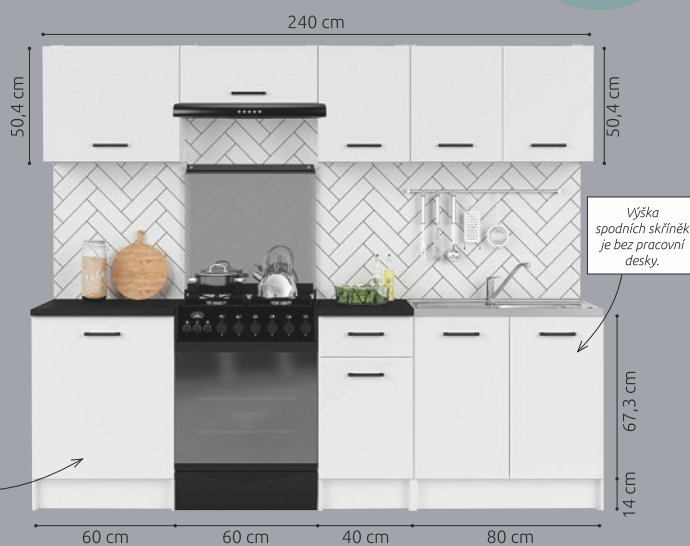 240 cm
50,4 cm
50,4 cm
Výška
spodních skříněk
je bez pracovní
desky.
67,3 cm
14 cm
60 cm
60 cm
40 cm
80 cm